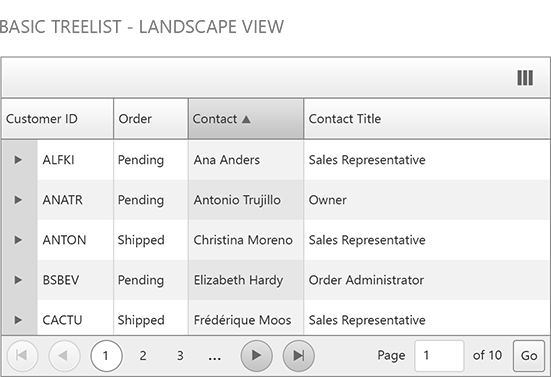 BASIC TREELIST - LANDSCAPE VIEW
Customer ID Order Contact ▲ Contact Title
ALFKI Pending Ana Anders Sales Representative
ANATR Pending Antonio Trujillo Owner
ANTON Shipped Christina Moreno Sales Representative
BSBEV Pending Elizabeth Hardy Order Administrator
CACTU Shipped Frédérique Moos Sales Representative
1 2 3 ... Page 1 of 10 Go